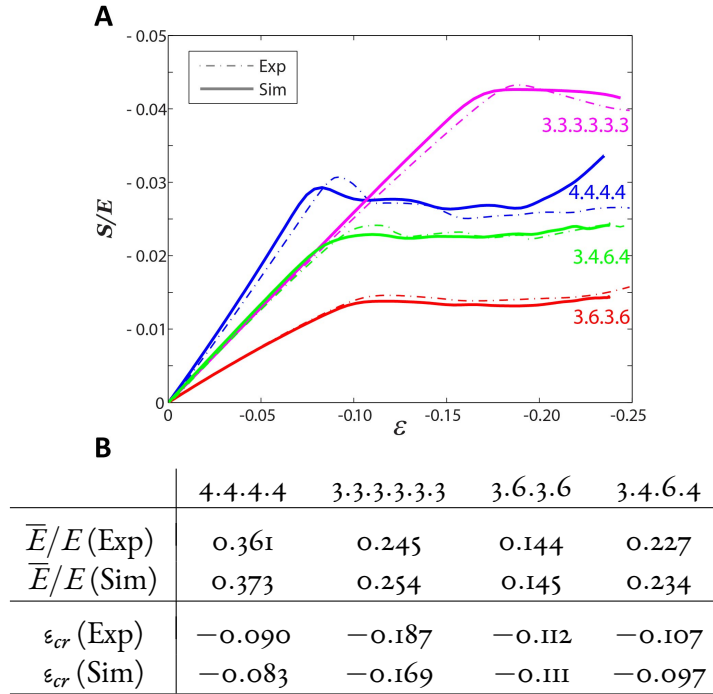 A
- 0.05
Exp
Sim
- 0.04
3.3.3.3.3.3
- 0.03
4.4.4.4
S/E
- 0.02
3.4.6.4
- 0.01
3.6.3.6
0
0 -0.05 -0.10 -0.15 -0.20 -0.25
ε
B
4.4.4.4 3.3.3.3.3.3 3.6.3.6 3.4.6.4
E̅/E (Exp) 0.361 0.245 0.144 0.227
E̅/E (Sim) 0.373 0.254 0.145 0.234
εcr (Exp) −0.090 −0.187 −0.112 −0.107
εcr (Sim) −0.083 −0.169 −0.111 −0.097